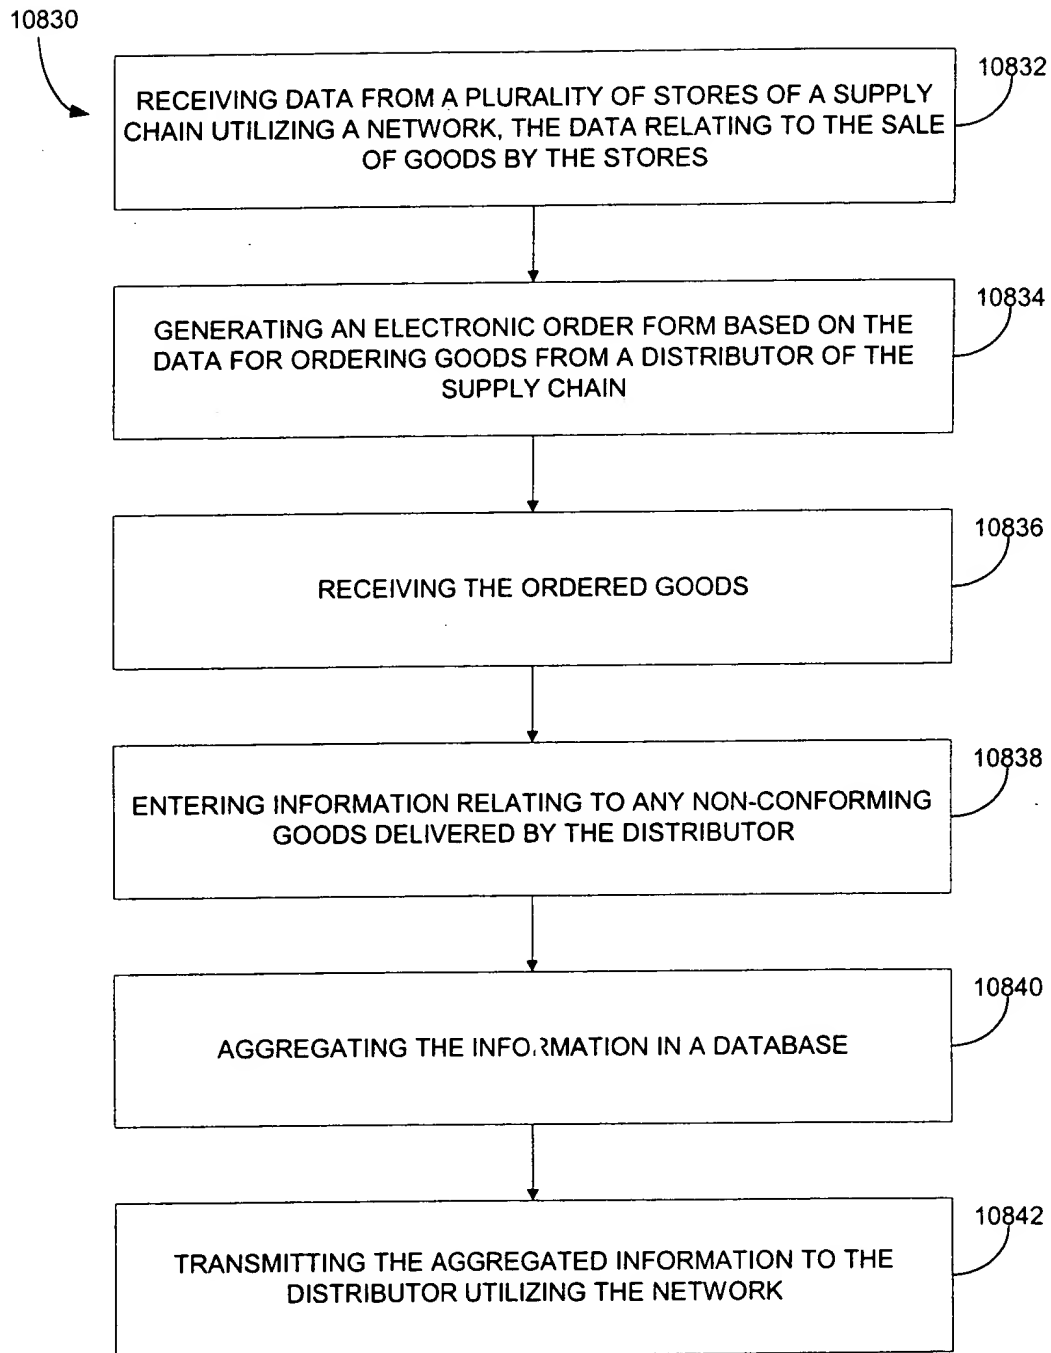 10830
10832
RECEIVING DATA FROM A PLURALITY OF STORES OF A SUPPLY
CHAIN UTILIZING A NETWORK, THE DATA RELATING TO THE SALE
OF GOODS BY THE STORES
10834
GENERATING AN ELECTRONIC ORDER FORM BASED ON THE
DATA FOR ORDERING GOODS FROM A DISTRIBUTOR OF THE
SUPPLY CHAIN
10836
RECEIVING THE ORDERED GOODS
10838
ENTERING INFORMATION RELATING TO ANY NON-CONFORMING
GOODS DELIVERED BY THE DISTRIBUTOR
10840
AGGREGATING THE INFORMATION IN A DATABASE
10842
TRANSMITTING THE AGGREGATED INFORMATION TO THE
DISTRIBUTOR UTILIZING THE NETWORK